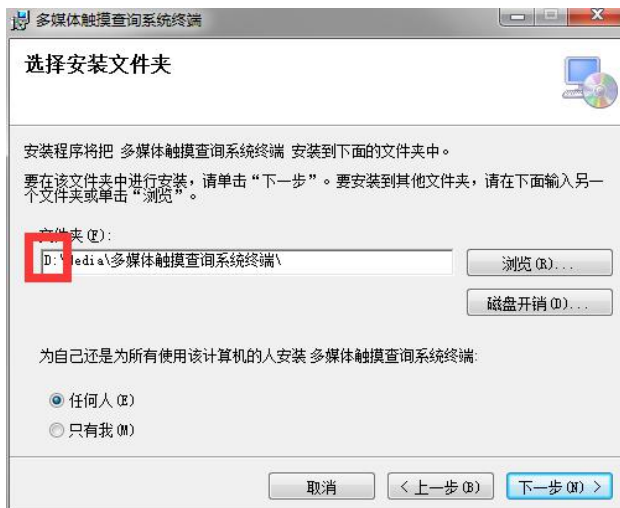 多媒体触摸查询系统终端
选择安装文件夹
安装程序将把 多媒体触摸查询系统终端 安装到下面的文件夹中。
要在该文件夹中进行安装，请单击“下一步”。要安装到其他文件夹，请在下面输入另一
个文件夹或单击“浏览”。
文件夹(F):
D:\Media\多媒体触摸查询系统终端\
浏览(R)...
磁盘开销(D)...
为自己还是为所有使用该计算机的人安装 多媒体触摸查询系统终端:
任何人(E)
只有我(M)
取消
< 上一步(B)
下一步(N) >